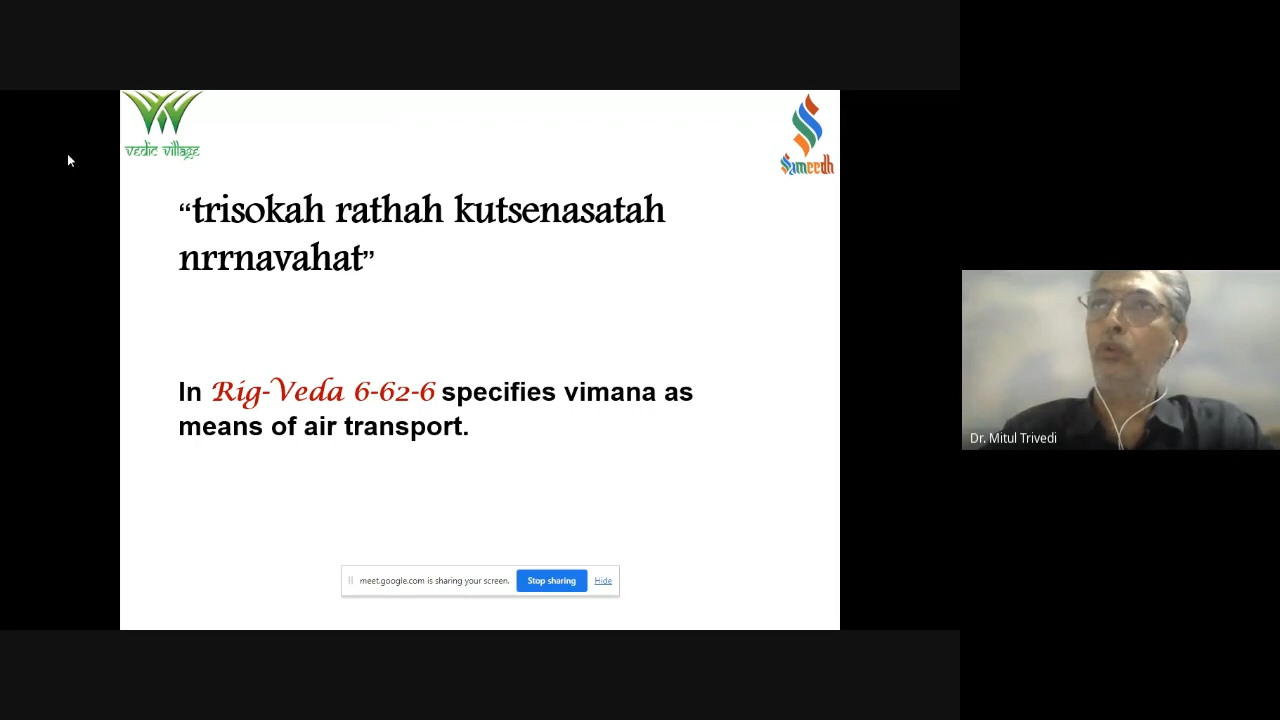 vedic village
Sameedh
“trisokah rathah kutsenasatah
nrrnavahat”
In Rig-Veda 6-62-6 specifies vimana as
means of air transport.
meet.google.com is sharing your screen. Stop sharing Hide
Dr. Mitul Trivedi